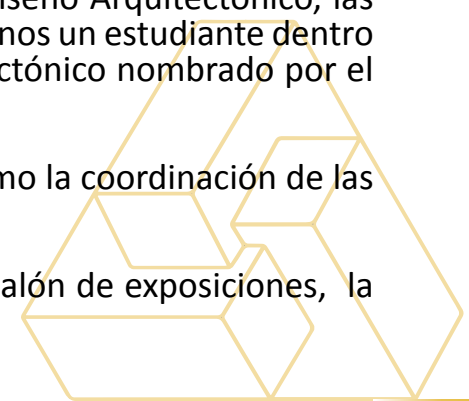 iseño Arquitectónico, las
nos un estudiante dentro
ctónico nombrado por el
mo la coordinación de las
alón de exposiciones, la